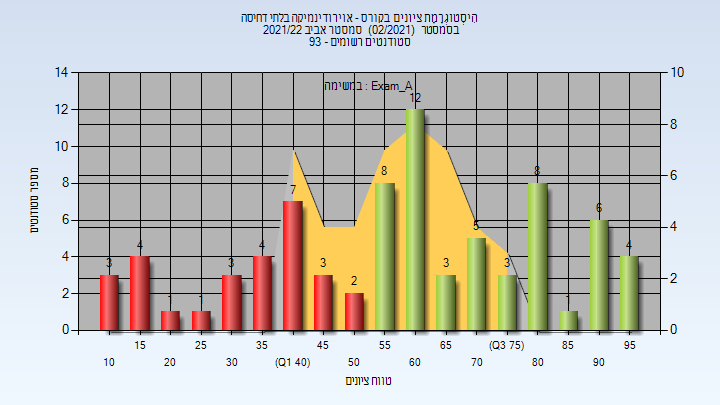 היסטוגרמת ציונים בקורס - אוירודינמיקה בלתי דחיסה
בסמסטר (02/2021) סמסטר אביב 2021/22
סטודנטים רשומים - 93
במשימה : Exam_A
מספר סטודנטים
14 12 10 8 6 4 2 0
10 8 6 4 2 0
3 4 1 1 3 4 7 3 2 8 12 3 5 3 8 1 6 4
15 25 35 45 55 65 (Q3 75) 85 95
10 20 30 (Q1 40) 50 60 70 80 90
טווח ציונים